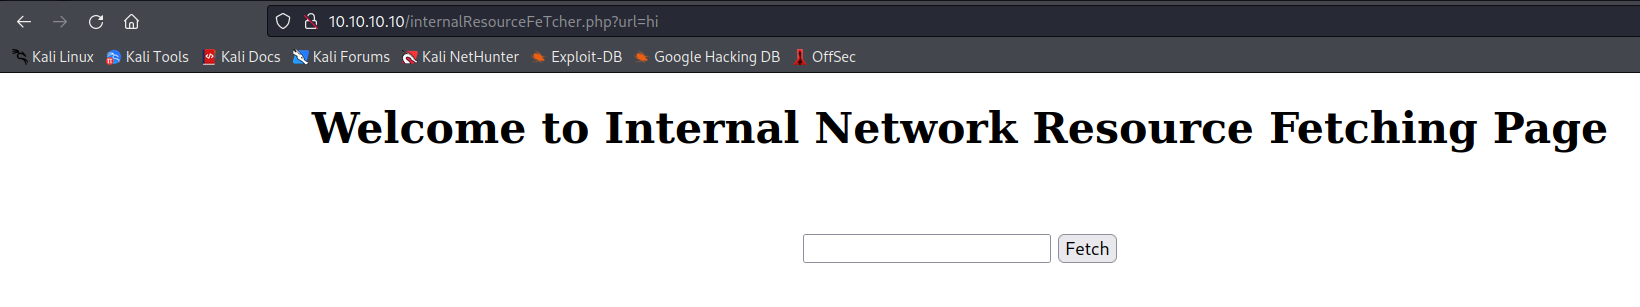 10.10.10.10/internalResourceFeTcher.php?url=hi
Kali Linux Kali Tools Kali Docs Kali Forums Kali NetHunter Exploit-DB Google Hacking DB OffSec
Welcome to Internal Network Resource Fetching Page
Fetch